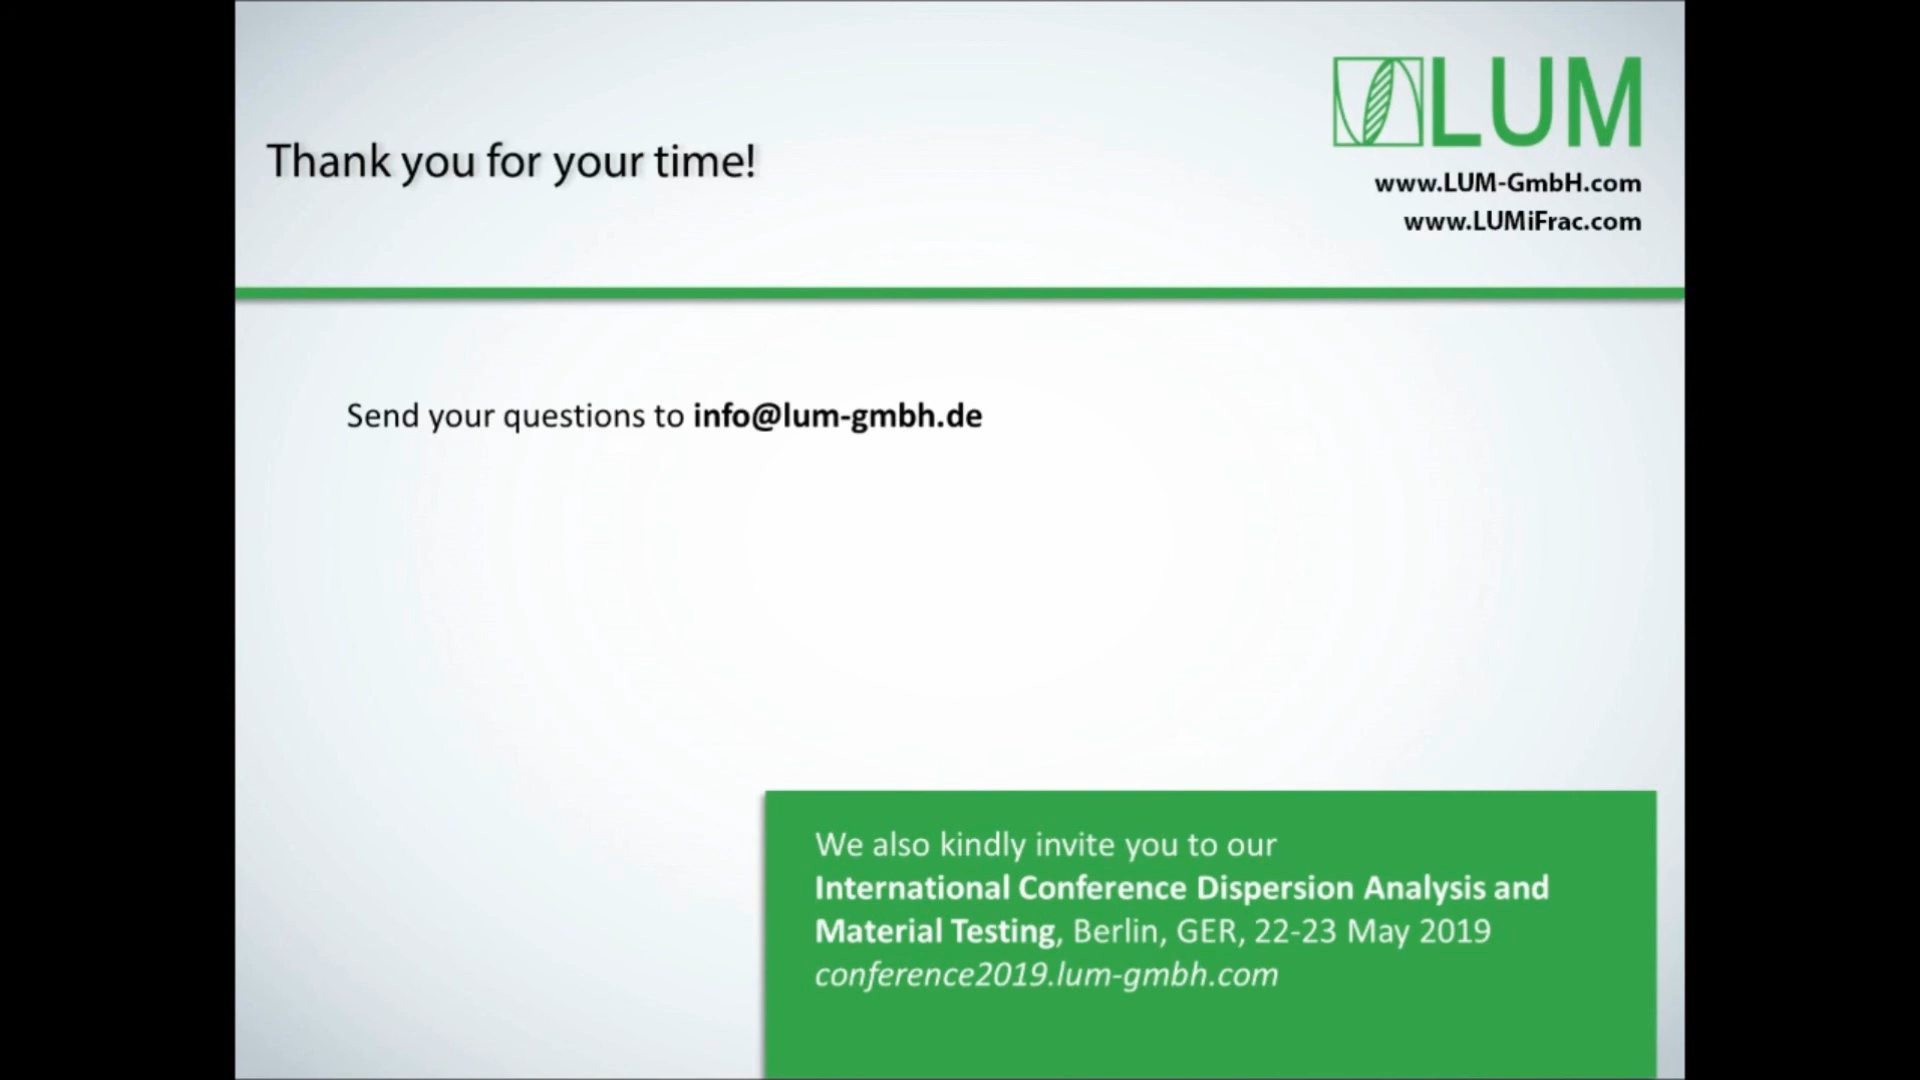 LUM
www.LUM-GmbH.com
www.LUMiFrac.com
Thank you for your time!
Send your questions to info@lum-gmbh.de
We also kindly invite you to our
International Conference Dispersion Analysis and
Material Testing, Berlin, GER, 22-23 May 2019
conference2019.lum-gmbh.com